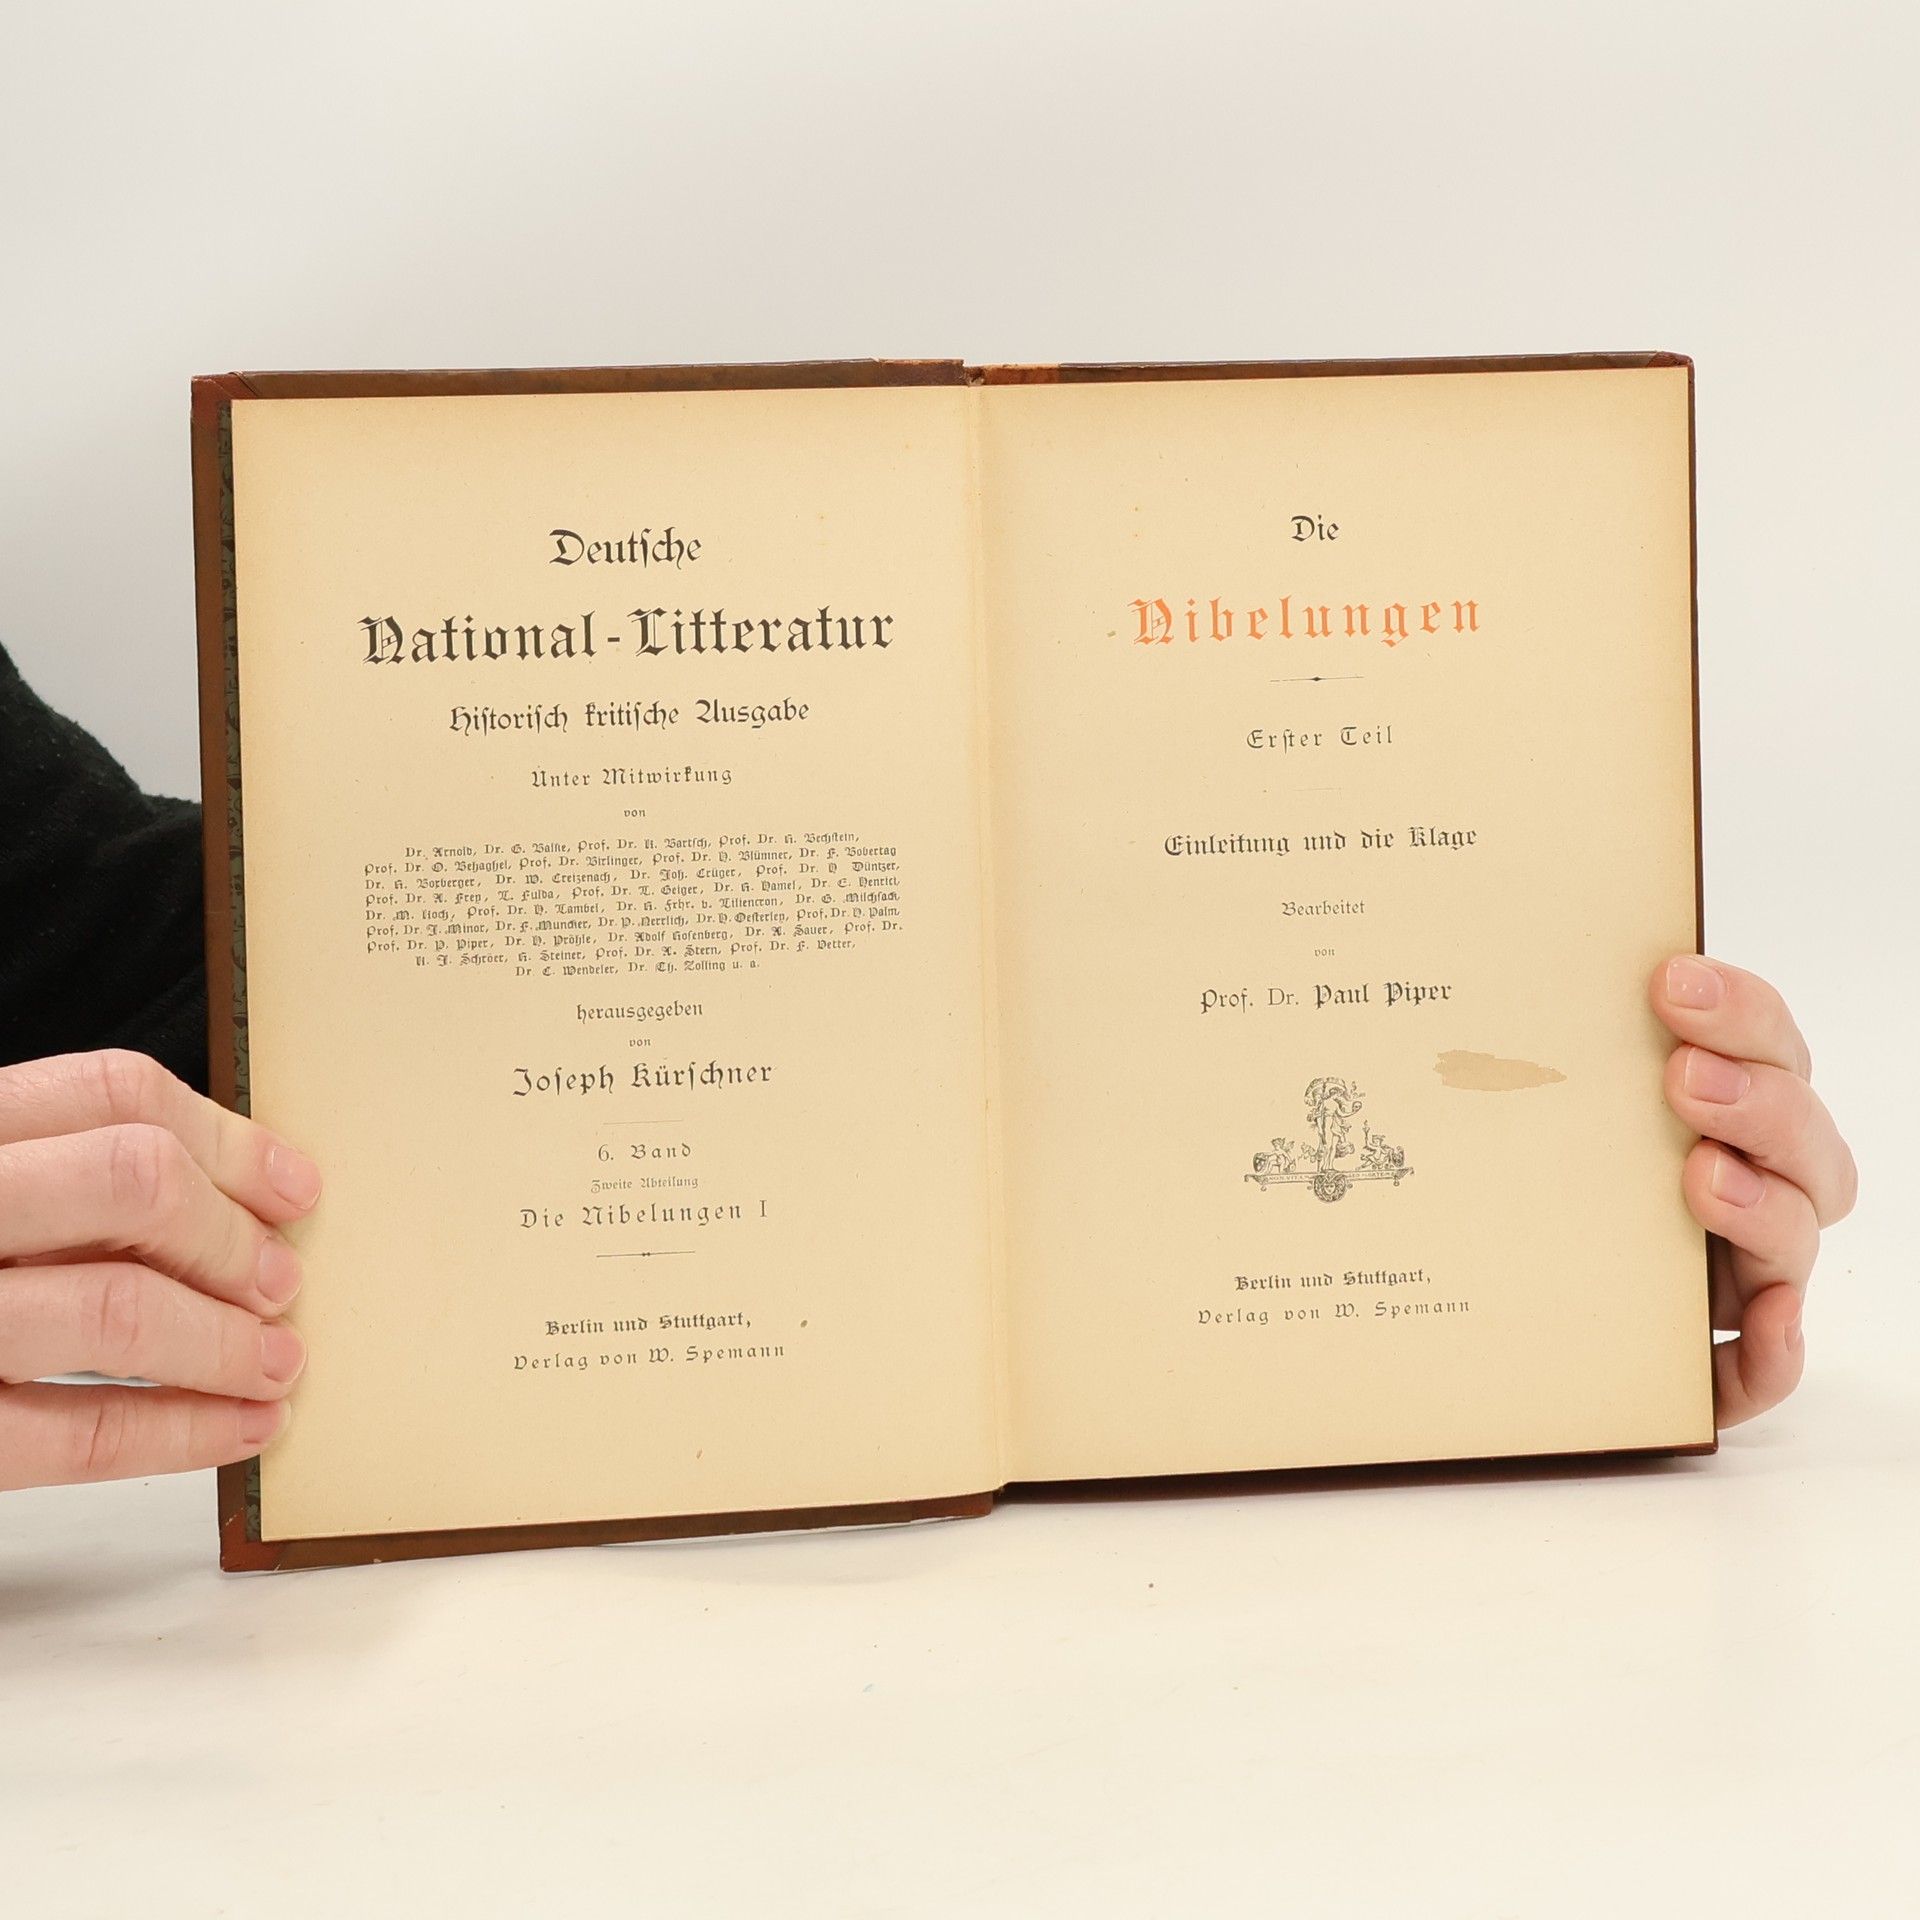 Deutsche
National-Litteratur
Historisch kritische Ausgabe
Unter Mitwirkung
von
Dr. Arnold, Dr. G. Balke, Prof. Dr. K. Bartsch, Prof. Dr. R. Bechstein,
Prof. Dr. O. Behaghel, Prof. Dr. Birlinger, Prof. Dr. H. Blümner, Dr. F. Bobertag
Dr. R. Boxberger, Dr. W. Creizenach, Dr. Joh. Crüger, Prof. Dr. H Düntzer,
Prof. Dr. A. Frey, L. Fulda, Prof. Dr. L. Geiger, Dr. K. Hamel, Dr. E. Henrici,
Dr. M. Koch, Prof. Dr. H. Lambel, Dr. K. Frhr. v. Liliencron, Dr. G. Milchsack,
Prof. Dr. J. Minor, Dr. F. Muncker, Dr. P. Nerrlich, Dr. H. Oesterley, Prof. Dr. H. Palm,
Prof. Dr. P. Piper, Dr. H. Pröhle, Dr. Adolf Rosenberg, Dr. A. Sauer, Prof. Dr.
K. J. Schröer, R. Steiner, Prof. Dr. A. Stern, Prof. Dr. F. Vetter,
Dr. C. Wendeler, Dr. Th. Zolling u. a.
herausgegeben
von
Joseph Kürschner
6. Band
Zweite Abteilung
Die Nibelungen I
Berlin und Stuttgart,
Verlag von W. Spemann
Die
Nibelungen
Erster Teil
Einleitung und die Klage
Bearbeitet
von
Prof. Dr. Paul Piper
Berlin und Stuttgart,
Verlag von W. Spemann